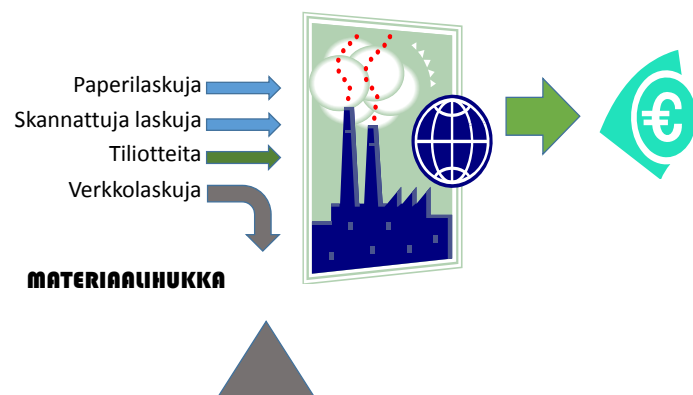 Paperilaskuja
Skannattuja laskuja
Tiliotteita
Verkkolaskuja
MATERIAALIHUKKA
€